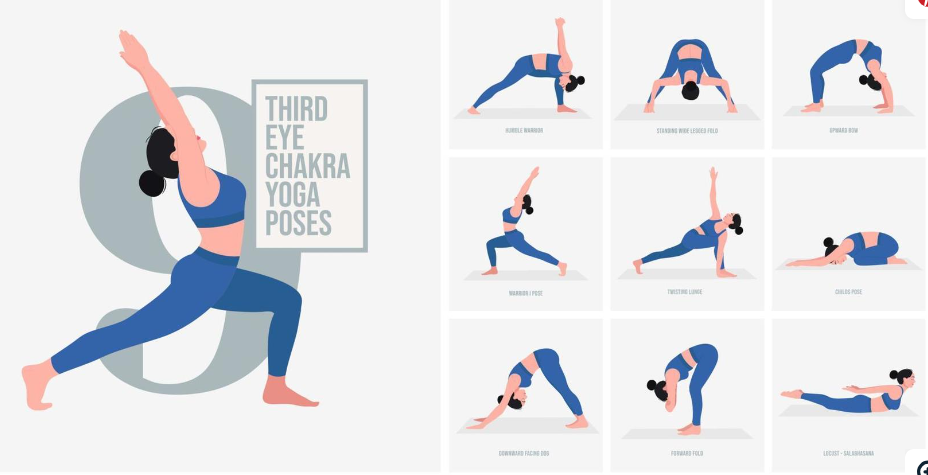 9
THIRD
EYE
CHAKRA
YOGA
POSES
HUMBLE WARRIOR
STANDING WIDE LEGGED FOLD
UPWARD BOW
WARRIOR I POSE
TWISTING LUNGE
CHILDS POSE
DOWNWARD FACING DOG
FORWARD FOLD
LOCUST - SALABHASANA